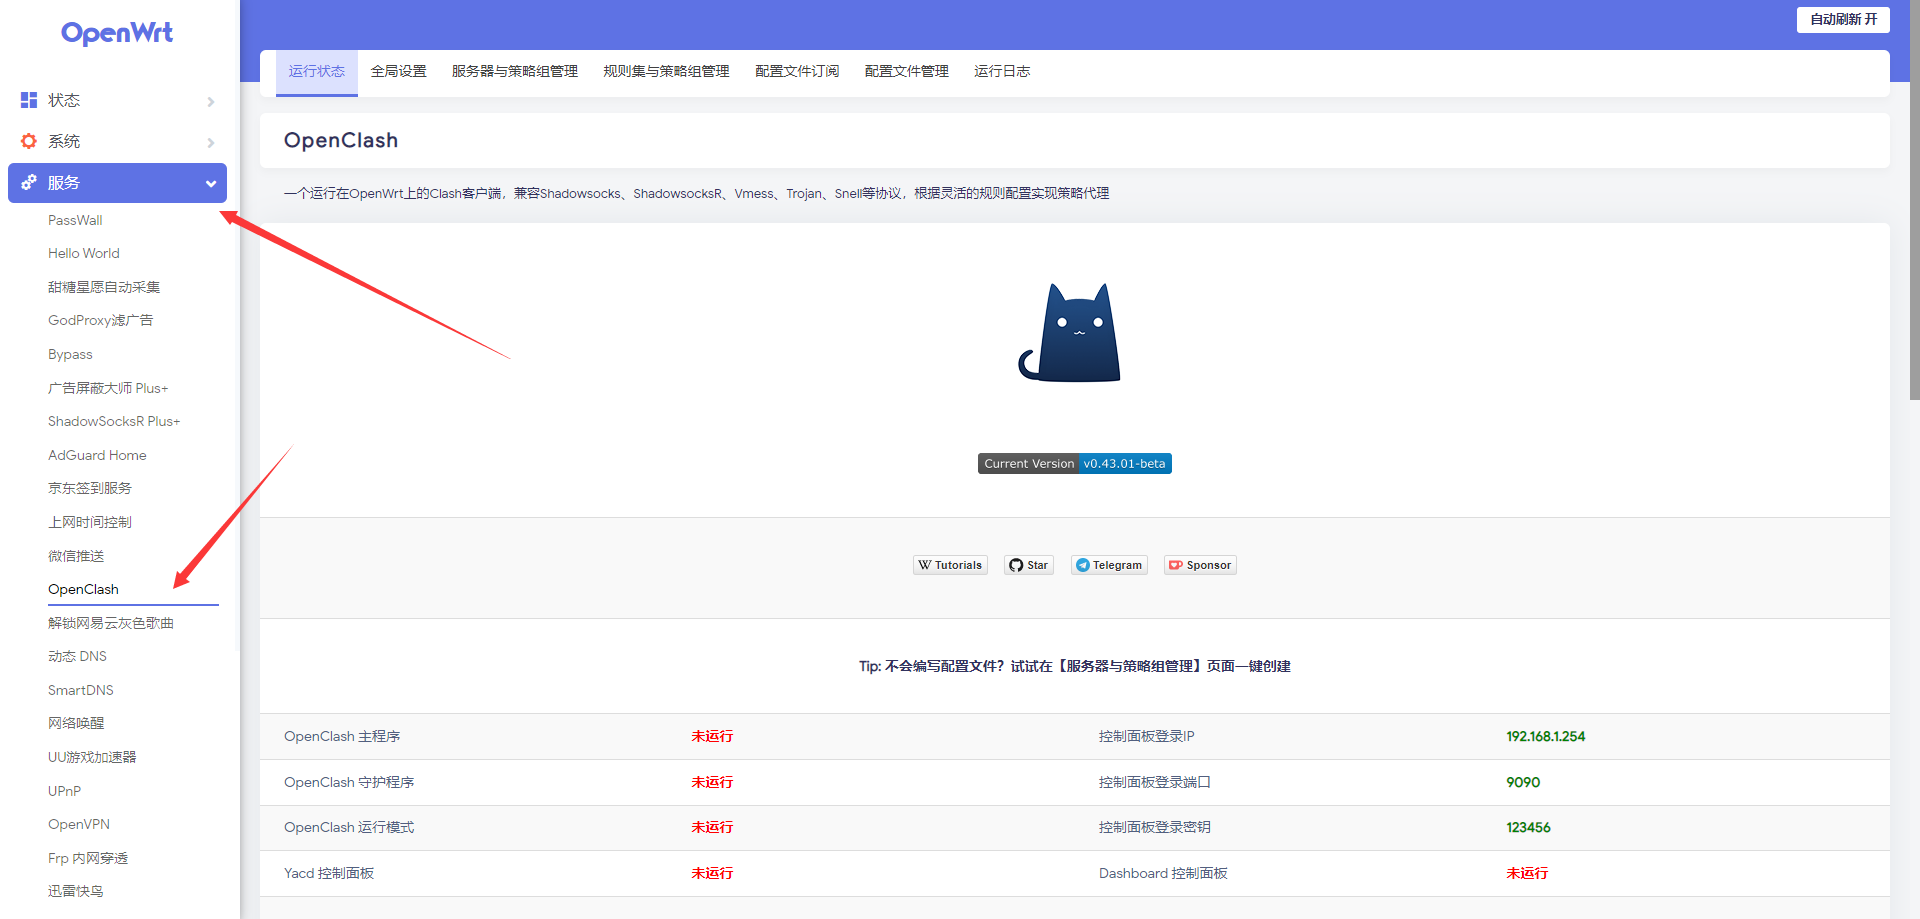 OpenWrt
状态
系统
服务
PassWall
Hello World
甜糖星愿自动采集
GodProxy滤广告
Bypass
广告屏蔽大师 Plus+
ShadowSocksR Plus+
AdGuard Home
京东签到服务
上网时间控制
微信推送
OpenClash
解锁网易云灰色歌曲
动态 DNS
SmartDNS
网络唤醒
UU游戏加速器
UPnP
OpenVPN
Frp 内网穿透
迅雷快鸟
自动刷新 开
运行状态 全局设置 服务器与策略组管理 规则集与策略组管理 配置文件订阅 配置文件管理 运行日志
OpenClash
一个运行在OpenWrt上的Clash客户端，兼容Shadowsocks、ShadowsocksR、Vmess、Trojan、Snell等协议，根据灵活的规则配置实现策略代理
Current Version v0.43.01-beta
Tutorials Star Telegram Sponsor
Tip: 不会编写配置文件？试试在【服务器与策略组管理】页面一键创建
OpenClash 主程序 未运行 控制面板登录IP 192.168.1.254
OpenClash 守护程序 未运行 控制面板登录端口 9090
OpenClash 运行模式 未运行 控制面板登录密钥 123456
Yacd 控制面板 未运行 Dashboard 控制面板 未运行